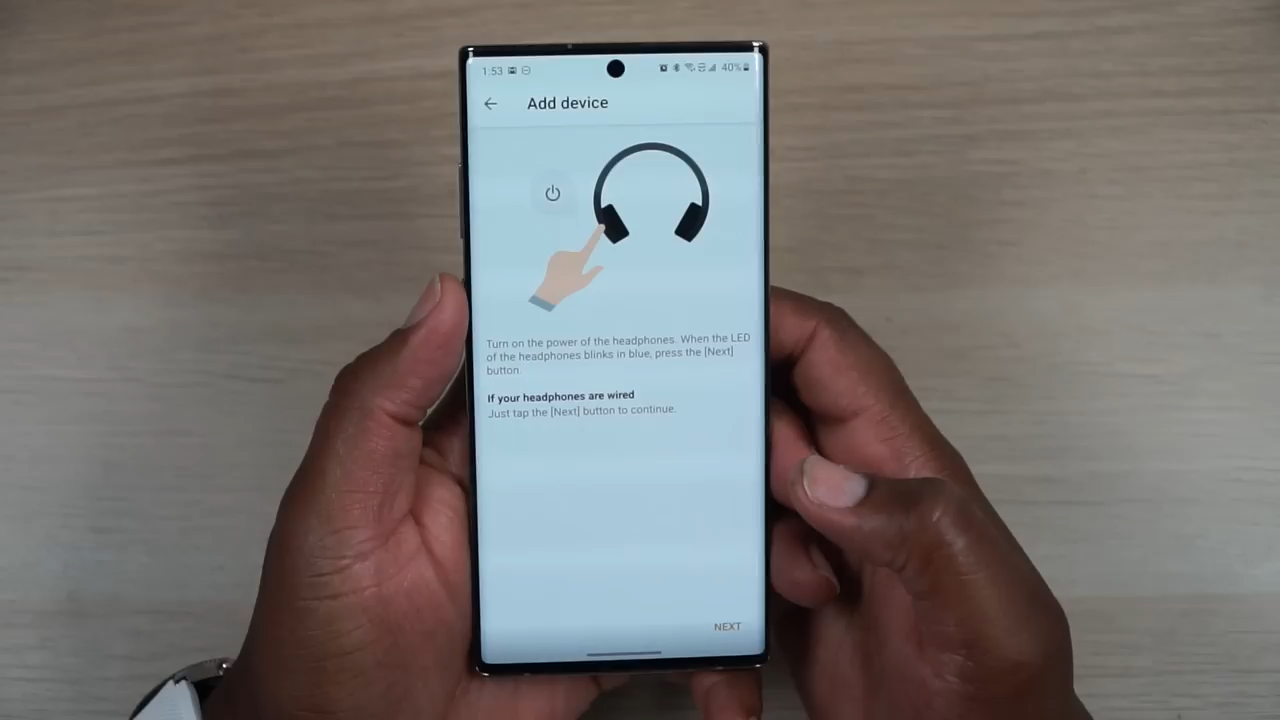 1:53 40%
Add device
Turn on the power of the headphones. When the LED
of the headphones blinks in blue, press the [Next]
button.
If your headphones are wired
Just tap the [Next] button to continue.
NEXT